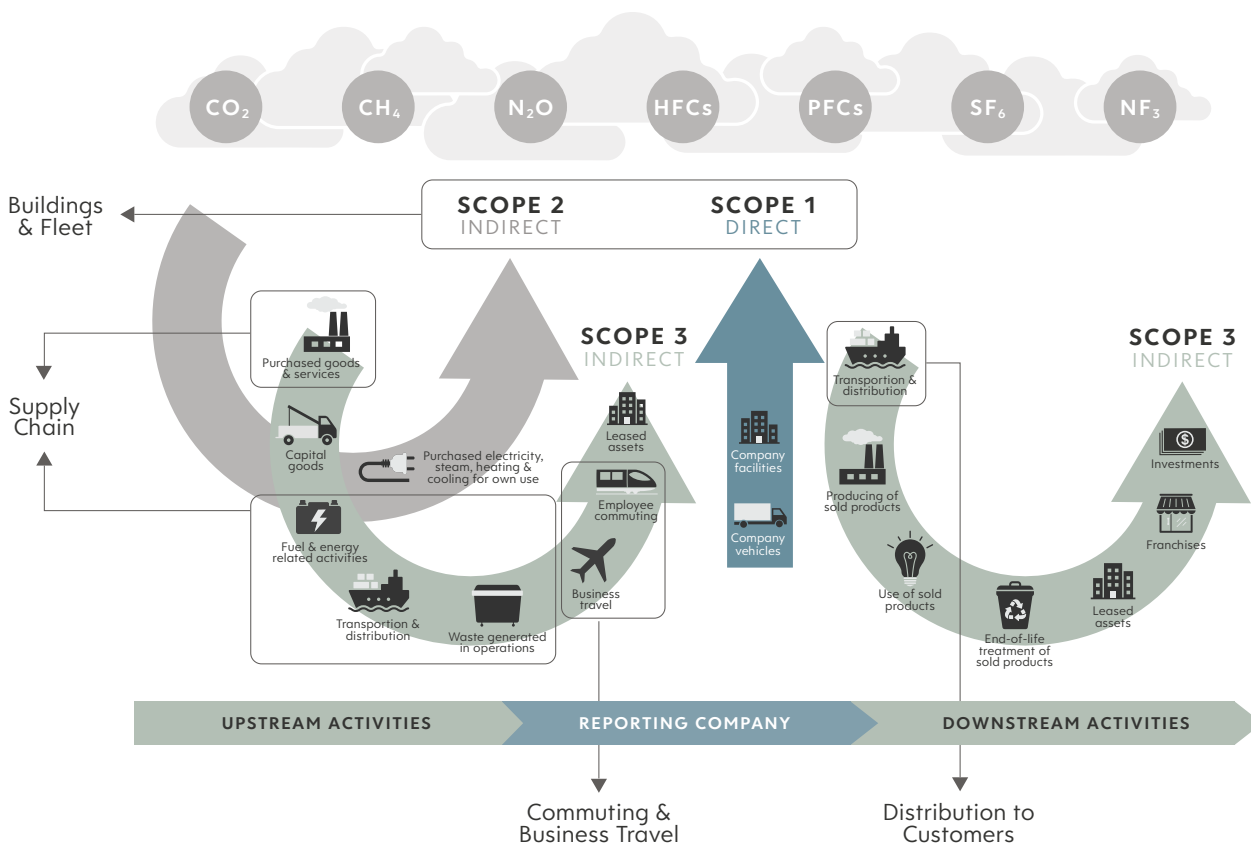 CO₂
CH₄
N₂O
HFCs
PFCs
SF₆
NF₃
Buildings
& Fleet
SCOPE 2
INDIRECT
SCOPE 1
DIRECT
Purchased goods
& services
SCOPE 3
INDIRECT
Transportion &
distribution
SCOPE 3
INDIRECT
Supply
Chain
Capital
goods
Purchased electricity,
steam, heating &
cooling for own use
Leased
assets
Company
facilities
Investments
Employee
commuting
Producing of
sold products
Company
vehicles
Franchises
Fuel & energy
related activities
Business
travel
Use of sold
products
Leased
assets
Transportion &
distribution
Waste generated
in operations
End-of-life
treatment of
sold products
UPSTREAM ACTIVITIES
REPORTING COMPANY
DOWNSTREAM ACTIVITIES
Commuting &
Business Travel
Distribution to
Customers